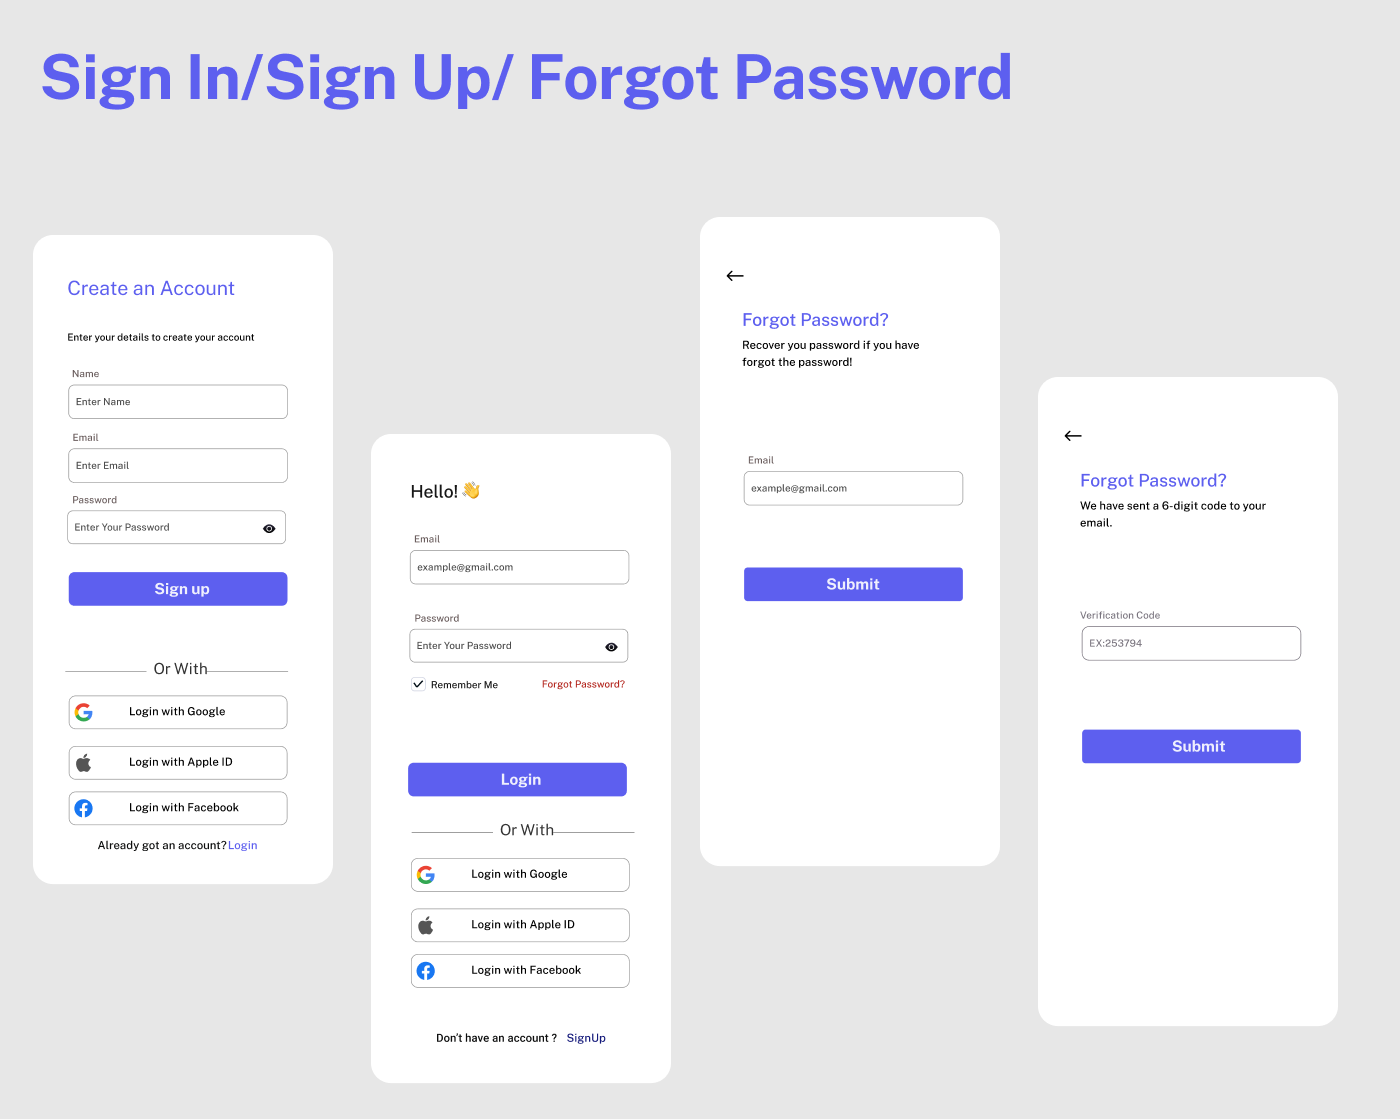 Sign In/Sign Up/ Forgot Password
Create an Account
Enter your details to create your account
Name
Enter Name
Email
Enter Email
Password
Enter Your Password
Sign up
Or With
Login with Google
Login with Apple ID
Login with Facebook
Already got an account? Login
Hello! 👋
Email
example@gmail.com
Password
Enter Your Password
Remember Me
Forgot Password?
Login
Or With
Login with Google
Login with Apple ID
Login with Facebook
Don't have an account ? SignUp
Forgot Password?
Recover you password if you have
forgot the password!
Email
example@gmail.com
Submit
Forgot Password?
We have sent a 6-digit code to your
email.
Verification Code
EX:253794
Submit